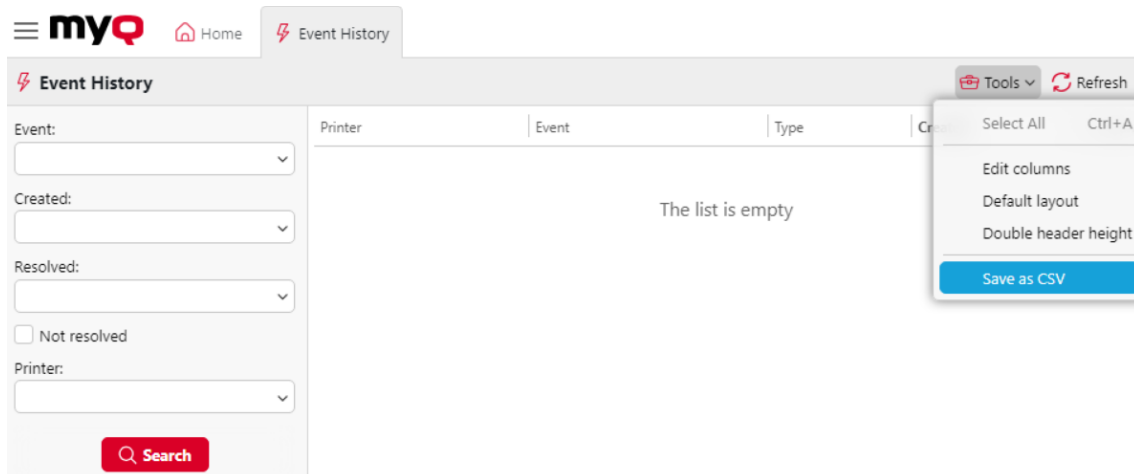 myQ Home Event History
Event History Tools Refresh
Event: Printer Event Type Select All Ctrl+A
Edit columns
Created: Default layout
The list is empty
Double header height
Resolved:
Save as CSV
Not resolved
Printer:
Search